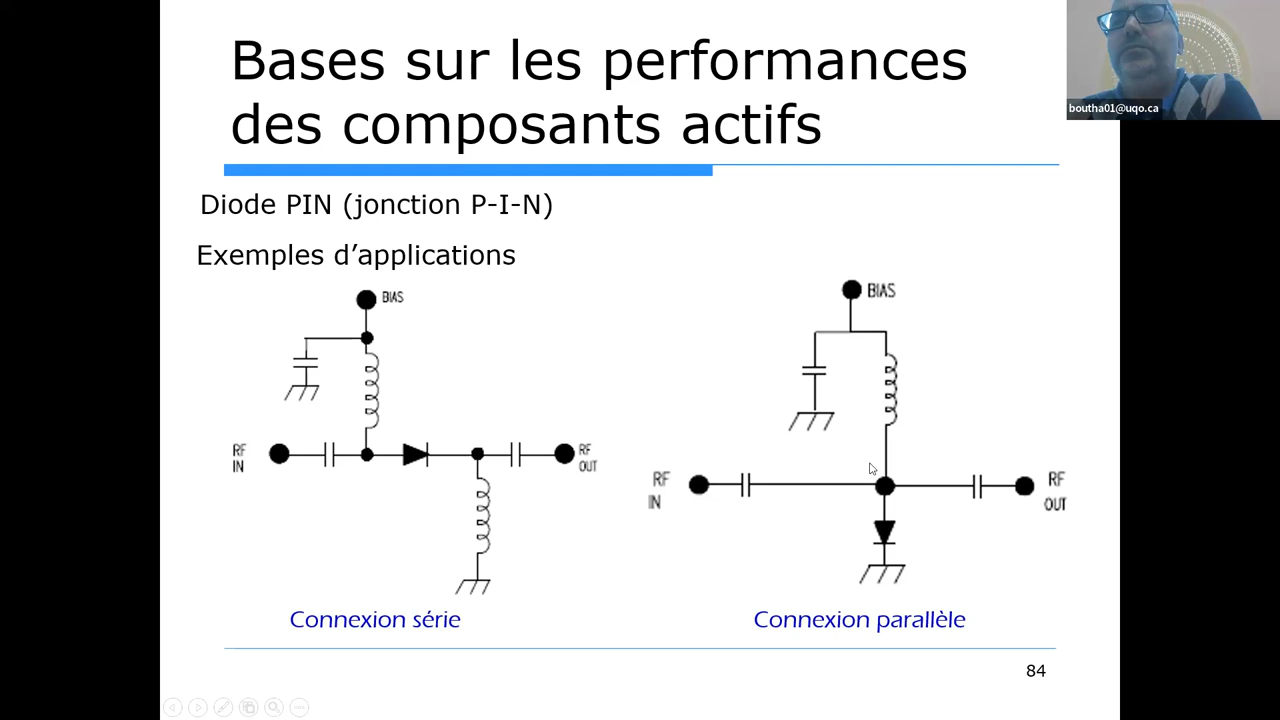 Bases sur les performances
des composants actifs
boutha01@uqo.ca
Diode PIN (jonction P-I-N)
Exemples d’applications
BIAS
RF
IN
RF
OUT
Connexion série
BIAS
RF
IN
RF
OUT
Connexion parallèle
84